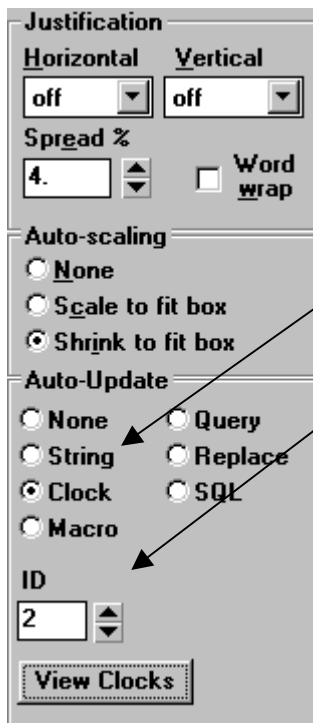 Justification
Horizontal Vertical
off off
Spread %
4. Word wrap
Auto-scaling
None
Scale to fit box
Shrink to fit box
Auto-Update
None Query
String Replace
Clock SQL
Macro
ID
2
View Clocks